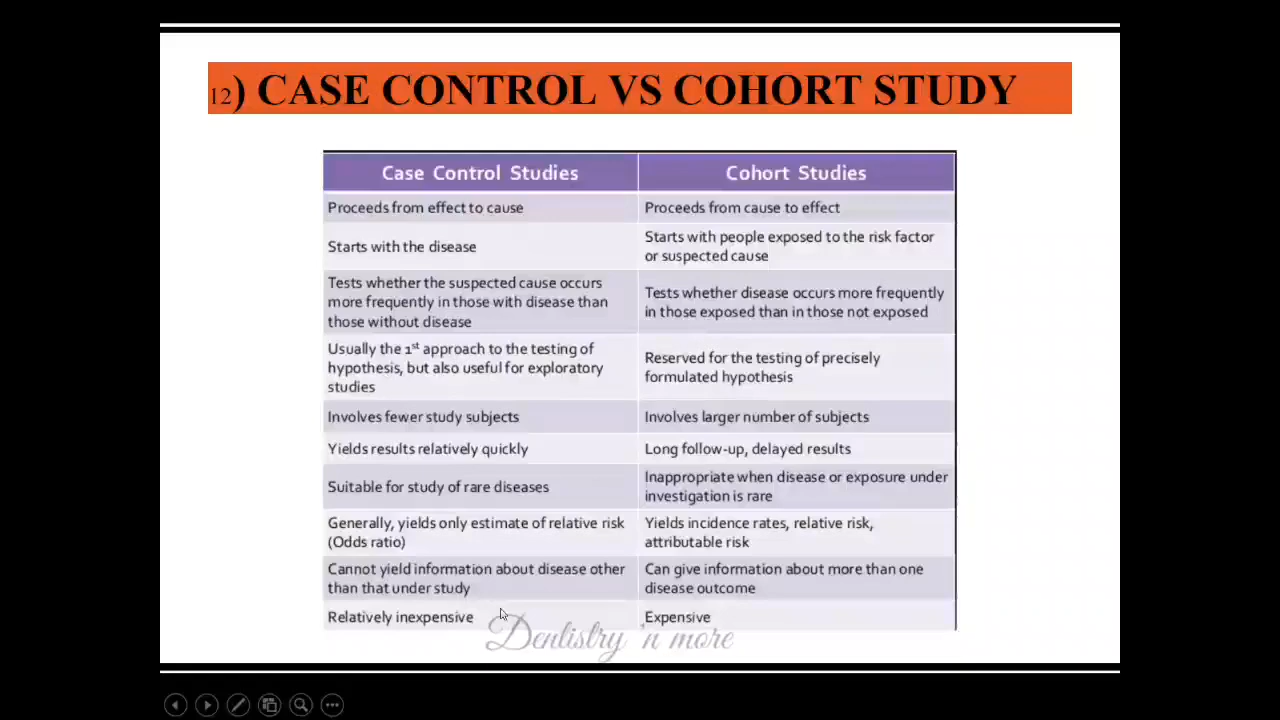 12) CASE CONTROL VS COHORT STUDY
Case Control Studies
Cohort Studies
Proceeds from effect to cause
Proceeds from cause to effect
Starts with the disease
Starts with people exposed to the risk factor
or suspected cause
Tests whether the suspected cause occurs
more frequently in those with disease than
those without disease
Tests whether disease occurs more frequently
in those exposed than in those not exposed
Usually the 1st approach to the testing of
hypothesis, but also useful for exploratory
studies
Reserved for the testing of precisely
formulated hypothesis
Involves fewer study subjects
Involves larger number of subjects
Yields results relatively quickly
Long follow-up, delayed results
Suitable for study of rare diseases
Inappropriate when disease or exposure under
investigation is rare
Generally, yields only estimate of relative risk
(Odds ratio)
Yields incidence rates, relative risk,
attributable risk
Cannot yield information about disease other
than that under study
Can give information about more than one
disease outcome
Relatively inexpensive
Expensive
Dentistry 'n more